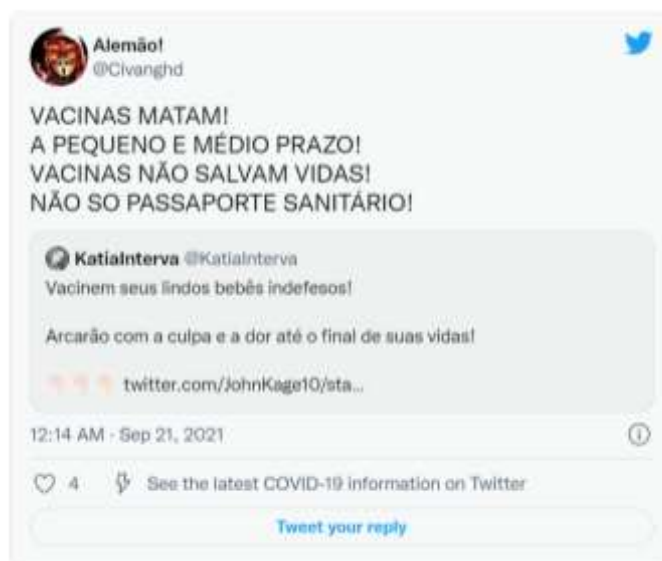 Alemão!
@Civanghd
VACINAS MATAM!
A PEQUENO E MÉDIO PRAZO!
VACINAS NÃO SALVAM VIDAS!
NÃO SO PASSAPORTE SANITÁRIO!
KatiaInterva @KatiaInterva
Vacinem seus lindos bebês indefesos!
Arcarão com a culpa e a dor até o final de suas vidas!
twitter.com/JohnKage10/sta...
12:14 AM · Sep 21, 2021
4 See the latest COVID-19 information on Twitter
Tweet your reply